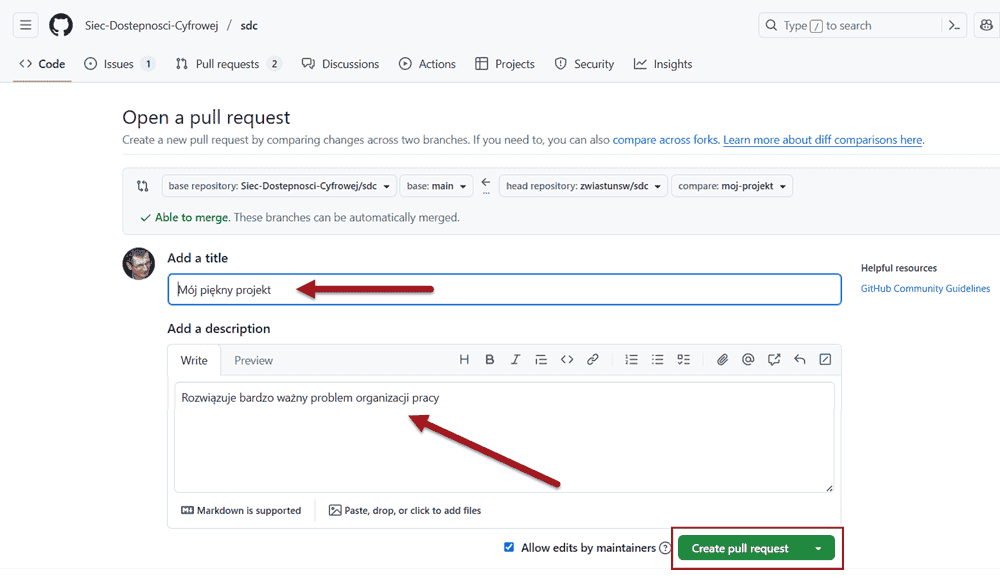 Siec-Dostepnosci-Cyfrowej / sdc
Type / to search
Code Issues 1 Pull requests 2 Discussions Actions Projects Security Insights
Open a pull request
Create a new pull request by comparing changes across two branches. If you need to, you can also compare across forks. Learn more about diff comparisons here.
base repository: Siec-Dostepnosci-Cyfrowej/sdc base: main head repository: zwiastunsw/sdc compare: moj-projekt
Able to merge. These branches can be automatically merged.
Add a title
Mój piękny projekt
Helpful resources
GitHub Community Guidelines
Add a description
Write Preview H B I
Rozwiązuje bardzo ważny problem organizacji pracy
Markdown is supported Paste, drop, or click to add files
Allow edits by maintainers ? Create pull request